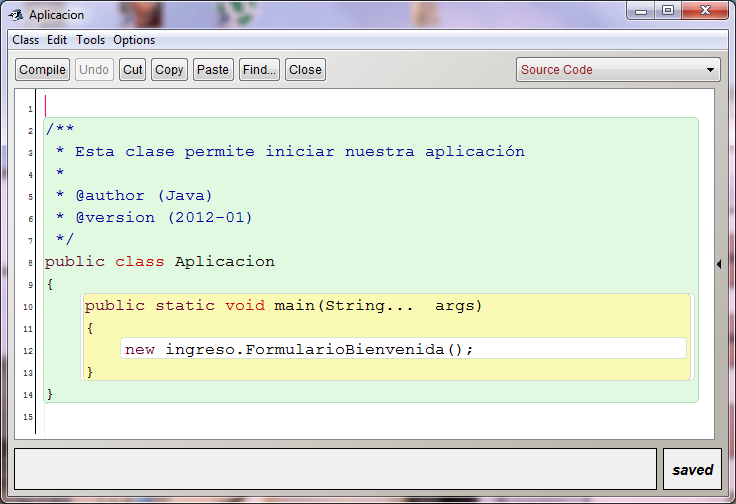 Aplicacion
Class Edit Tools Options
Compile Undo Cut Copy Paste Find... Close Source Code
1
2 /**
3 * Esta clase permite iniciar nuestra aplicación
4 *
5 * @author (Java)
6 * @version (2012-01)
7 */
8 public class Aplicacion
9 {
10 public static void main(String... args)
11 {
12 new ingreso.FormularioBienvenida();
13 }
14 }
15
saved